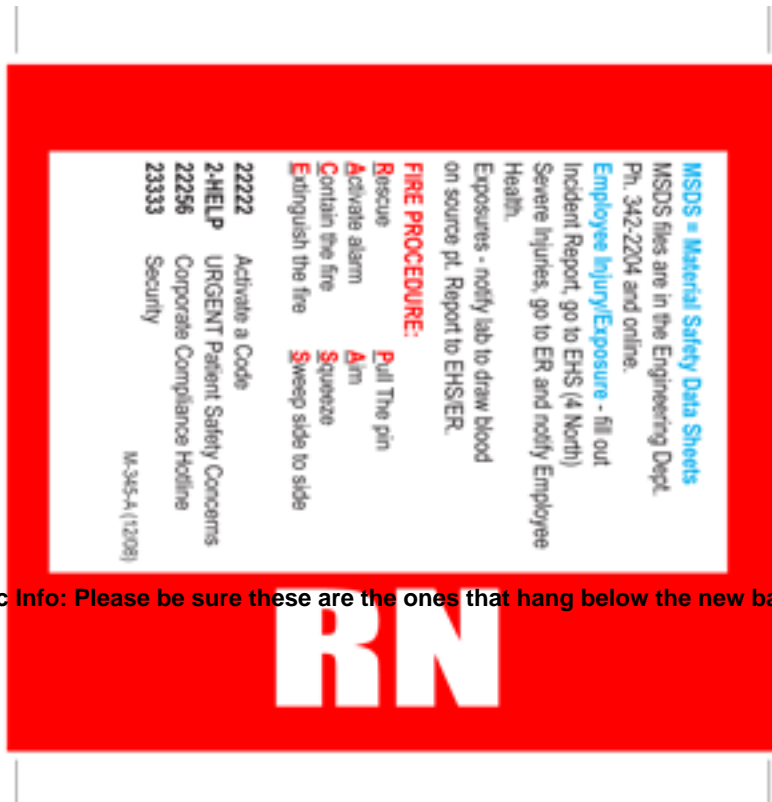 MSDS = Material Safety Data Sheets
MSDS files are in the Engineering Dept.
Ph. 342-2204 and online.
Employee Injury/Exposure - fill out
Incident Report, go to EHS (4 North)
Severe Injuries, go to ER and notify Employee
Health.
Exposures - notify lab to draw blood
on source pt. Report to EHS/ER.
FIRE PROCEDURE:
Rescue Pull The pin
Activate alarm Aim
Contain the fire Squeeze
Extinguish the fire Sweep side to side
22222 Activate a Code
2-HELP URGENT Patient Safety Concerns
22256 Corporate Compliance Hotline
23333 Security
M-345-A (12/08)
Info: Please be sure these are the ones that hang below the new
RN